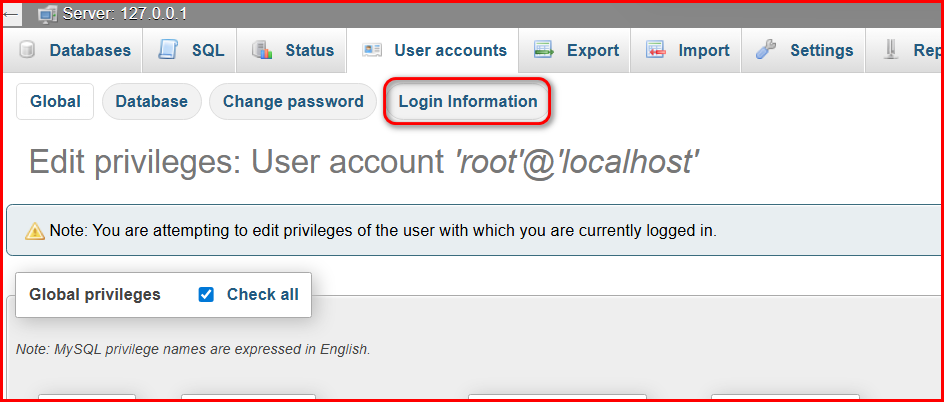 Server: 127.0.0.1
Databases SQL Status User accounts Export Import Settings
Global Database Change password Login Information
Edit privileges: User account 'root'@'localhost'
Note: You are attempting to edit privileges of the user with which you are currently logged in.
Global privileges Check all
Note: MySQL privilege names are expressed in English.